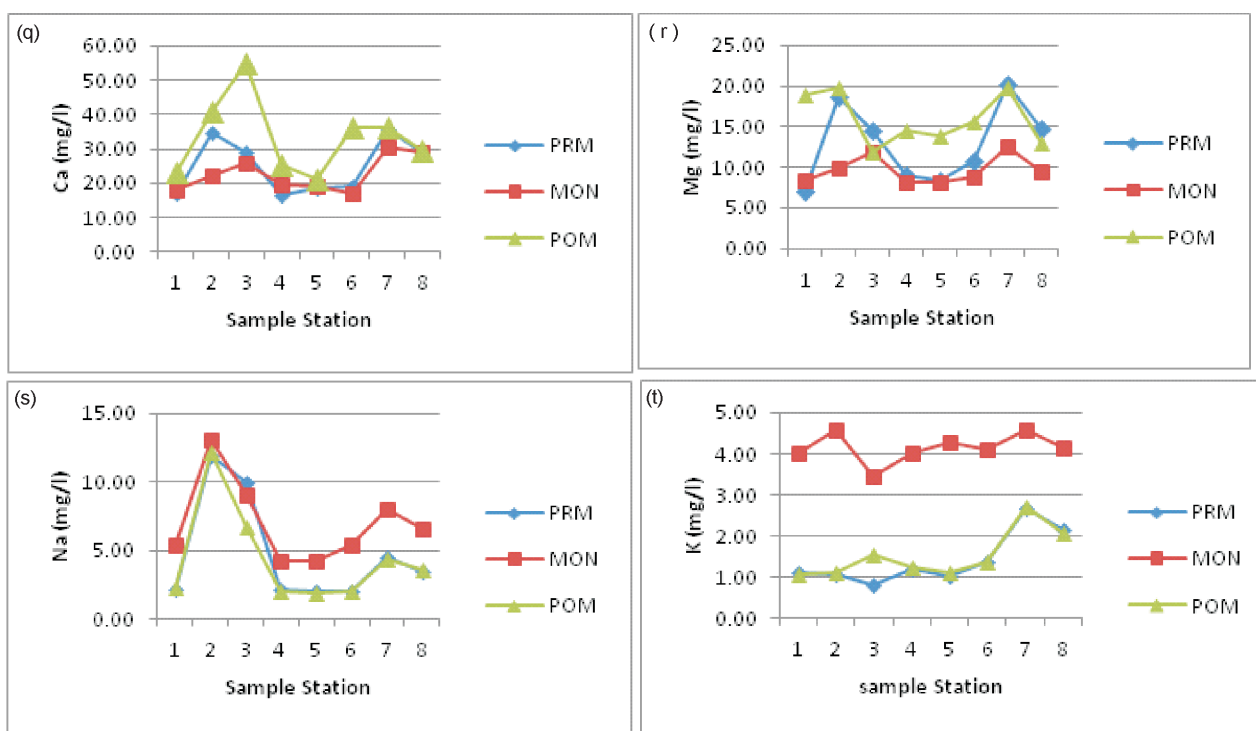 (q)
60.00
50.00
40.00
30.00
20.00
10.00
0.00
Ca (mg/l)
1 2 3 4 5 6 7 8
Sample Station
PRM
MON
POM
( r )
25.00
20.00
15.00
10.00
5.00
0.00
Mg (mg/l)
1 2 3 4 5 6 7 8
Sample Station
PRM
MON
POM
(s)
15.00
10.00
5.00
0.00
Na (mg/l)
1 2 3 4 5 6 7 8
Sample Station
PRM
MON
POM
(t)
5.00
4.00
3.00
2.00
1.00
0.00
K (mg/l)
1 2 3 4 5 6 7 8
sample Station
PRM
MON
POM